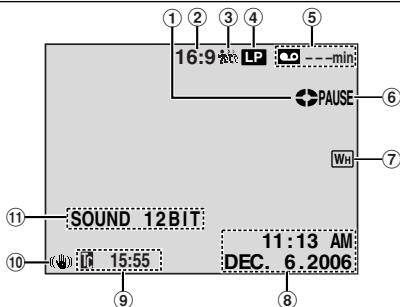 ① ② ③ ④ ⑤
16:9 LP ---min
PAUSE ⑥
WH ⑦
⑪ SOUND 12BIT
11:13 AM
⑩ 15:55 DEC. 6.2006
⑨ ⑧